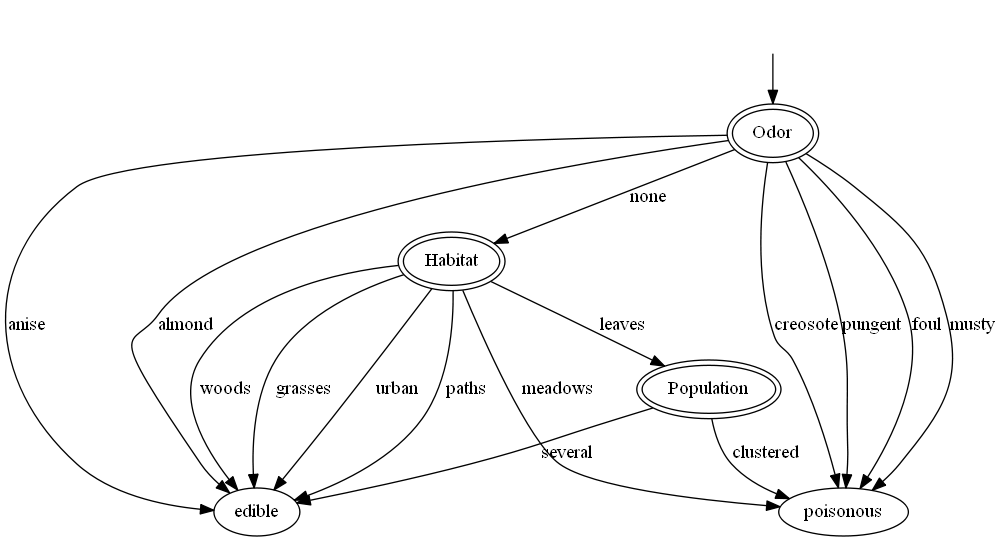 Odor
none
Habitat
anise
almond
leaves
creosote
pungent
foul
musty
woods
grasses
urban
paths
meadows
Population
several
clustered
edible
poisonous